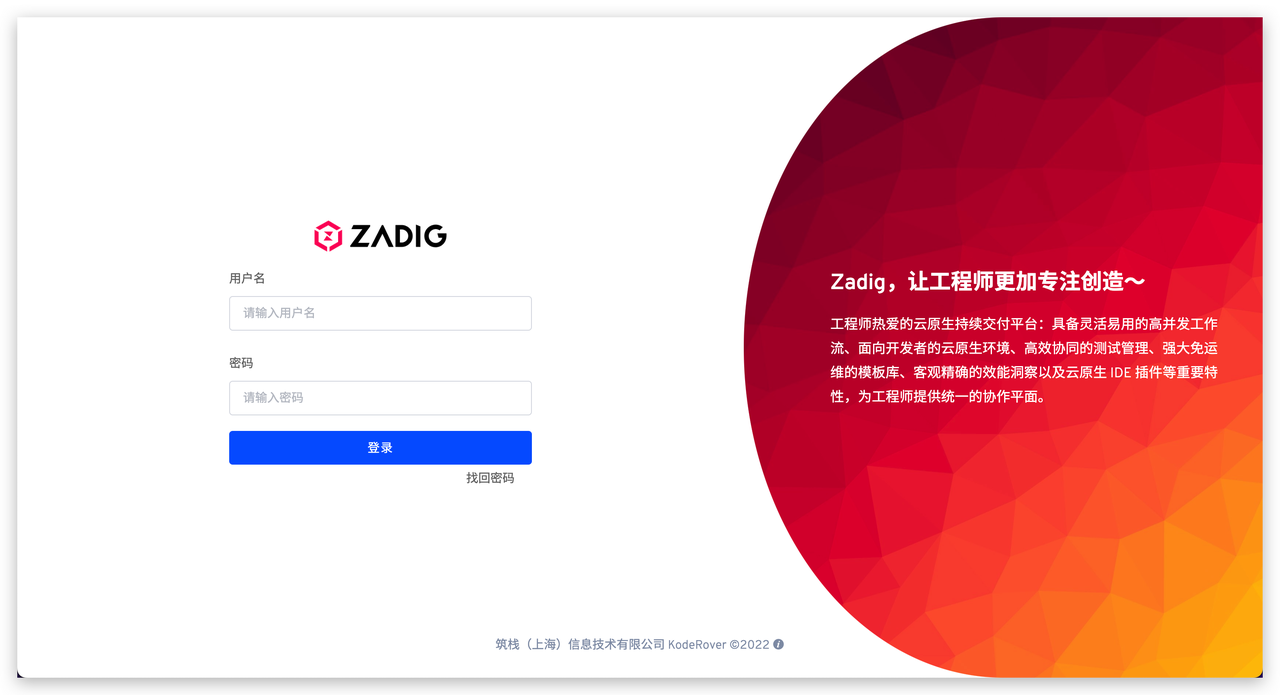 ZADIG
用户名
请输入用户名
密码
请输入密码
登录
找回密码
Zadig，让工程师更加专注创造～
工程师热爱的云原生持续交付平台：具备灵活易用的高并发工作
流、面向开发者的云原生环境、高效协同的测试管理、强大免运
维的模板库、客观精确的效能洞察以及云原生 IDE 插件等重要特
性，为工程师提供统一的协作平面。
筑栈（上海）信息技术有限公司 KodeRover ©2022